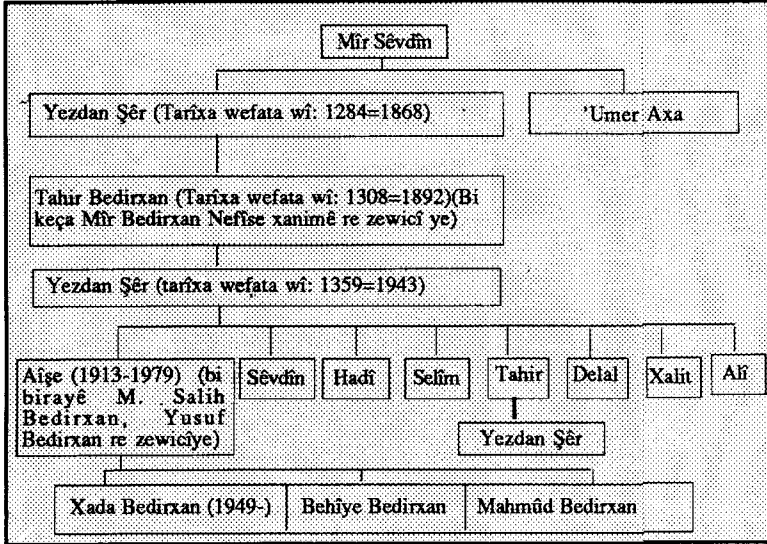 Mîr Sêvdîn
Yezdan Şêr (Tarîxa wefata wî: 1284=1868)
'Umer Axa
Tahir Bedirxan (Tarîxa wefata wî: 1308=1892)(Bi
keça Mîr Bedirxan Nefîse xanimê re zewicî ye)
Yezdan Şêr (tarîxa wefata wî: 1359=1943)
Aîşe (1913-1979) (bi
birayê M. Salih
Bedirxan, Yusuf
Bedirxan re zewicîye)
Sêvdîn
Hadî
Selîm
Tahir
Delal
Xalit
Alî
Yezdan Şêr
Xada Bedirxan (1949-)
Behîye Bedirxan
Mahmûd Bedirxan